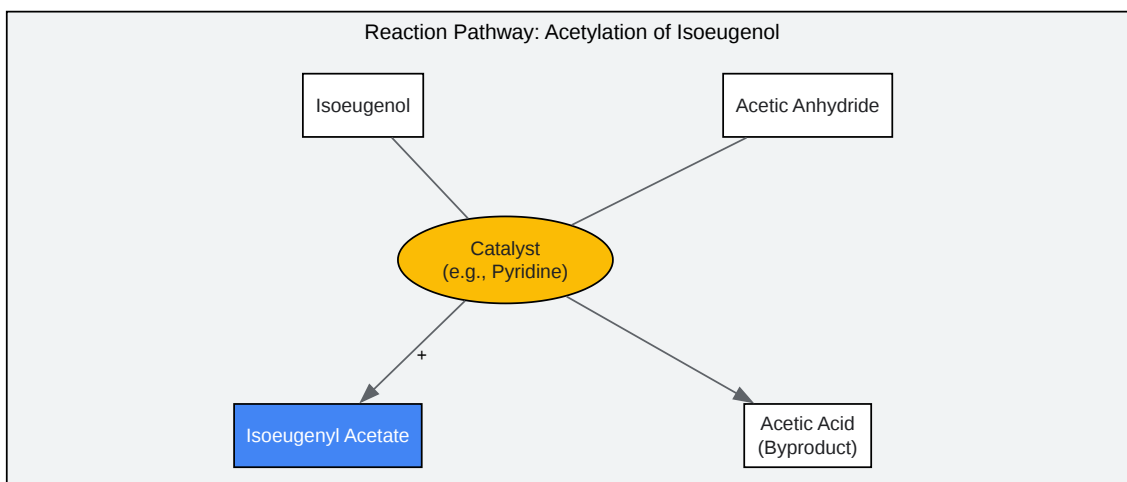 Reaction Pathway: Acetylation of Isoeugenol
Isoeugenol
Acetic Anhydride
Catalyst
(e.g., Pyridine)
+
Isoeugenyl Acetate
Acetic Acid
(Byproduct)